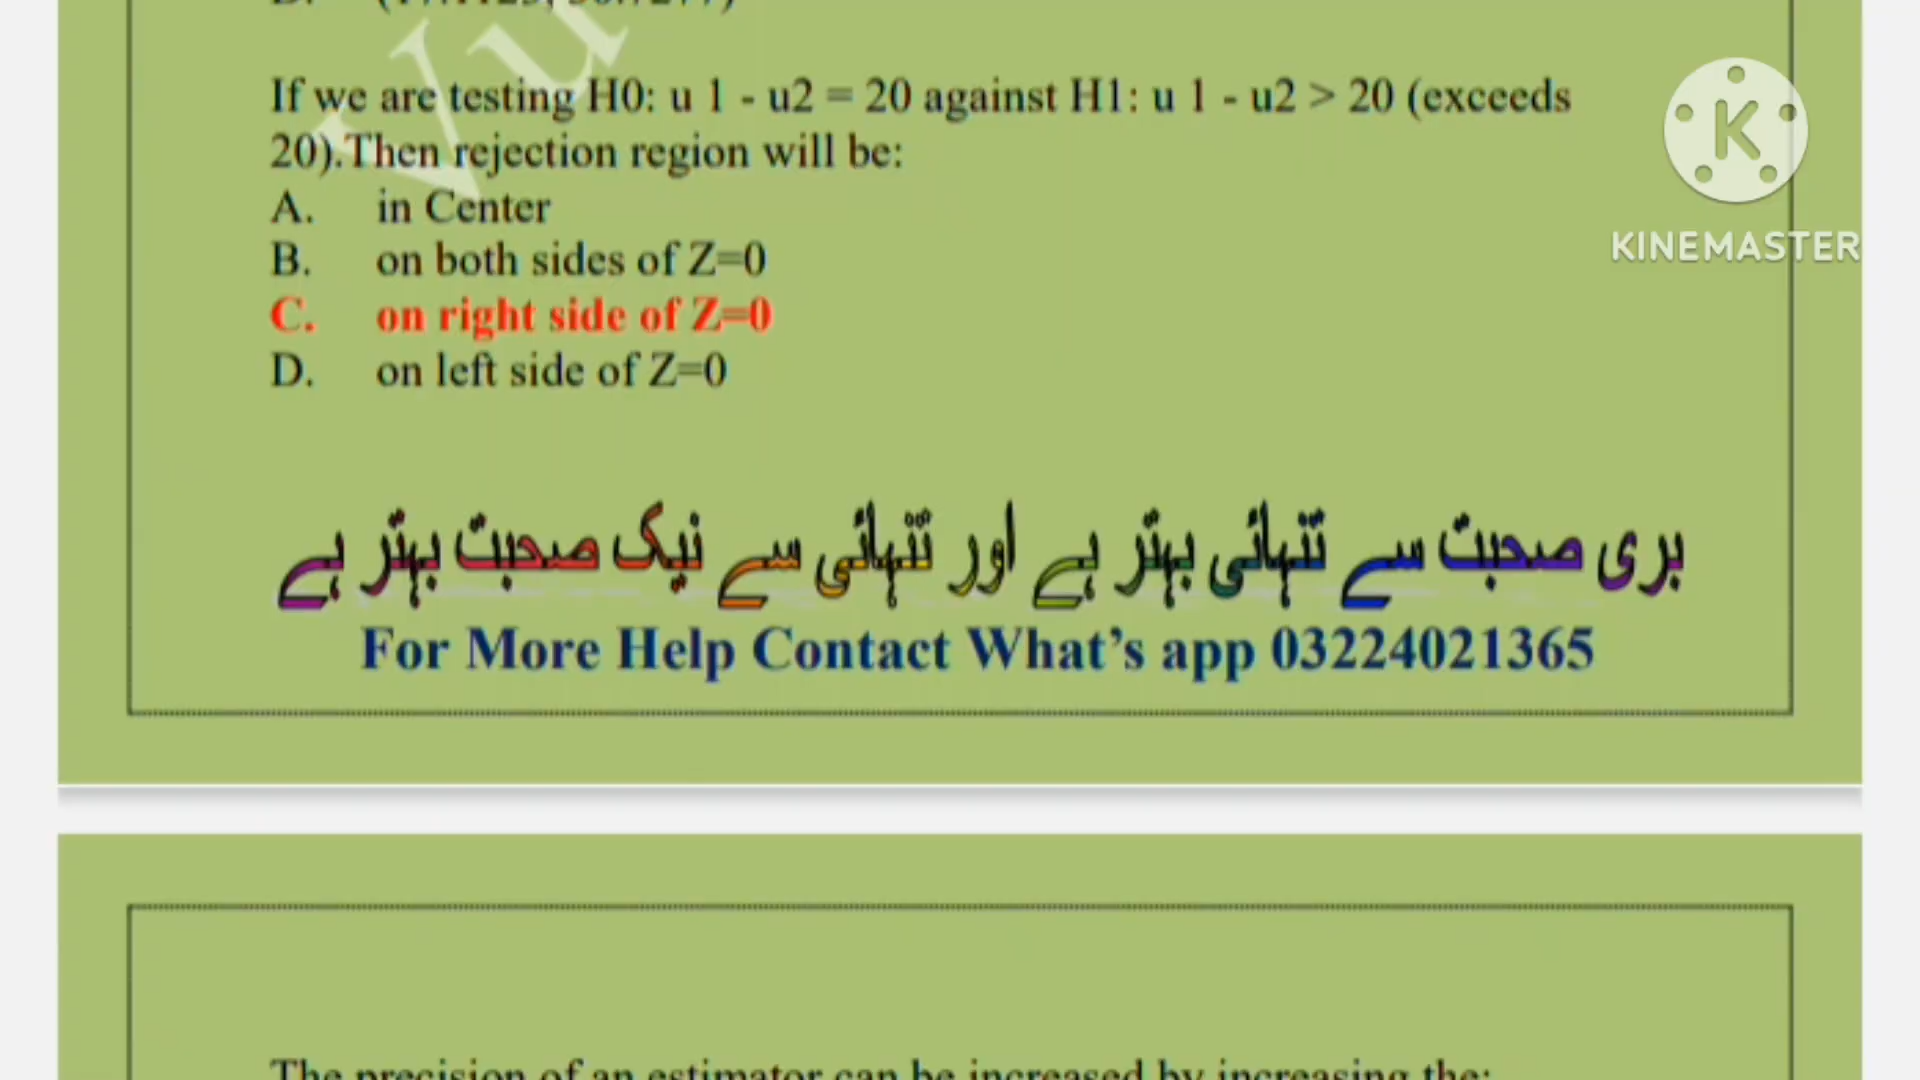 Vu
If we are testing H0: u 1 - u2 = 20 against H1: u 1 - u2 > 20 (exceeds
20).Then rejection region will be:
A. in Center
B. on both sides of Z=0
C. on right side of Z=0
D. on left side of Z=0
KINEMASTER
بری صحبت سے تنہائی بہتر ہے اور تنہائی سے نیک صحبت بہتر ہے
For More Help Contact What’s app 03224021365
The precision of an estimator can be increased by increasing the: